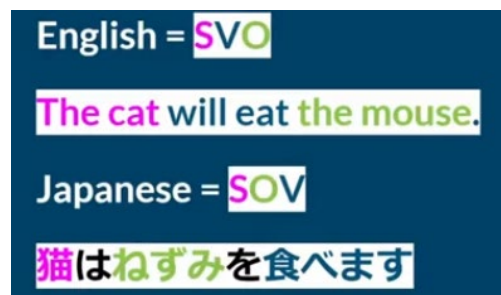 English = SVO
The cat will eat the mouse.
Japanese = SOV
猫はねずみを食べます